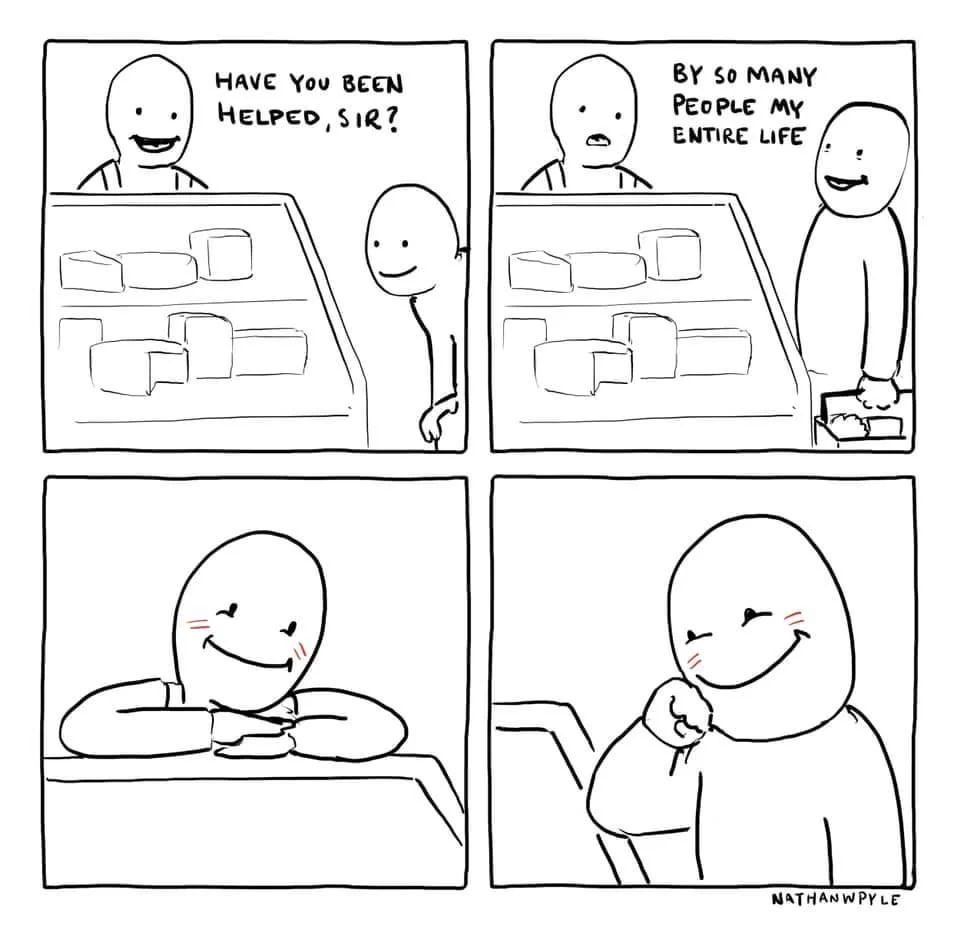 HAVE YOU BEEN
HELPED, SIR?
BY SO MANY
PEOPLE MY
ENTIRE LIFE
NATHANWPYLE